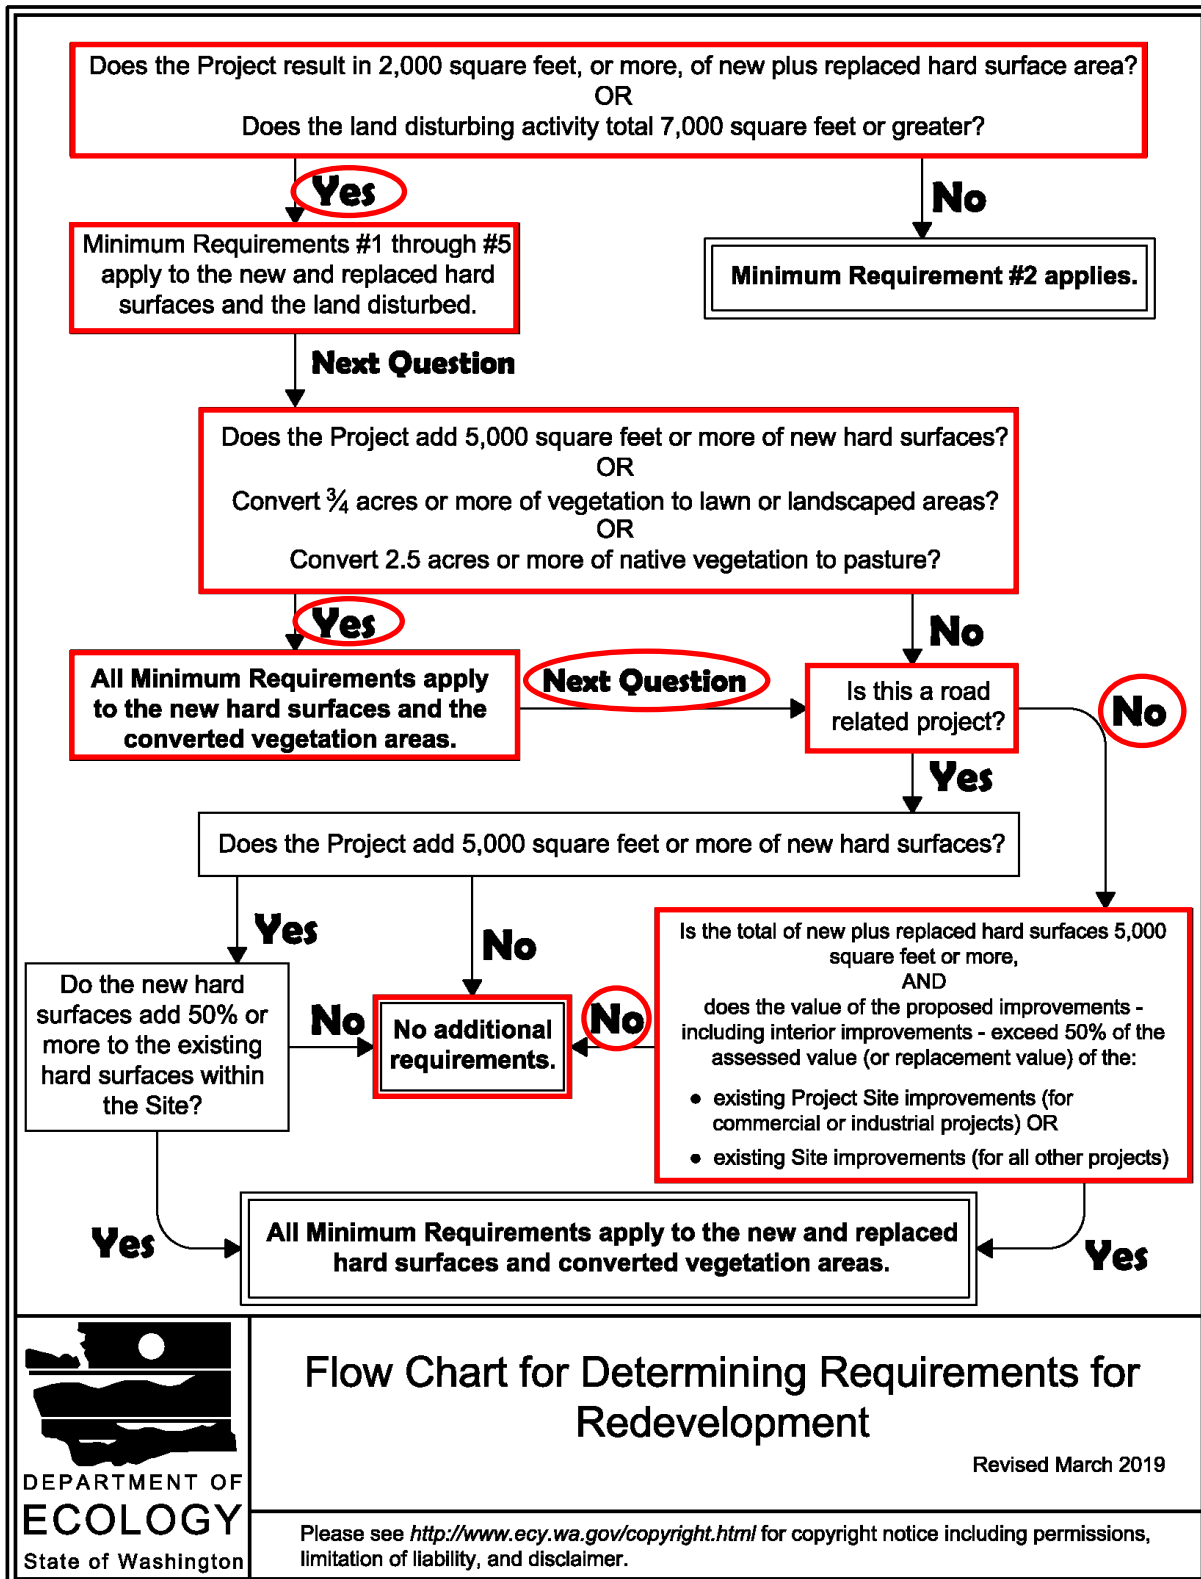 Does the Project result in 2,000 square feet, or more, of new plus replaced hard surface area?
OR
Does the land disturbing activity total 7,000 square feet or greater?
Yes
No
Minimum Requirements #1 through #5
apply to the new and replaced hard
surfaces and the land disturbed.
Minimum Requirement #2 applies.
Next Question
Does the Project add 5,000 square feet or more of new hard surfaces?
OR
Convert ¾ acres or more of vegetation to lawn or landscaped areas?
OR
Convert 2.5 acres or more of native vegetation to pasture?
Yes
No
All Minimum Requirements apply
to the new hard surfaces and the
converted vegetation areas.
Next Question
Is this a road
related project?
No
Yes
Does the Project add 5,000 square feet or more of new hard surfaces?
Yes
No
Do the new hard
surfaces add 50% or
more to the existing
hard surfaces within
the Site?
No
No additional
requirements.
No
Is the total of new plus replaced hard surfaces 5,000
square feet or more,
AND
does the value of the proposed improvements -
including interior improvements - exceed 50% of the
assessed value (or replacement value) of the:
● existing Project Site improvements (for
commercial or industrial projects) OR
● existing Site improvements (for all other projects)
Yes
All Minimum Requirements apply to the new and replaced
hard surfaces and converted vegetation areas.
Yes
DEPARTMENT OF
ECOLOGY
State of Washington
Flow Chart for Determining Requirements for
Redevelopment
Revised March 2019
Please see http://www.ecy.wa.gov/copyright.html for copyright notice including permissions,
limitation of liability, and disclaimer.